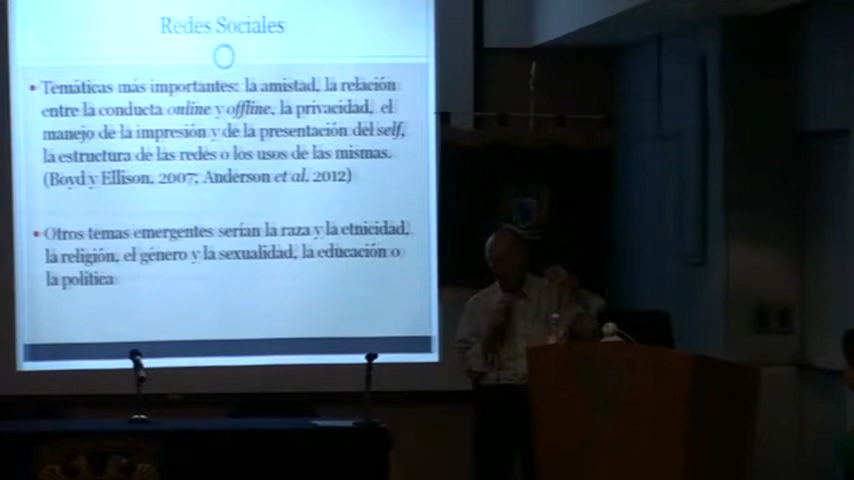 Redes Sociales
• Temáticas más importantes: la amistad, la relación
entre la conducta online y offline, la privacidad, el
manejo de la impresión y de la presentación del self,
la estructura de las redes o los usos de las mismas.
(Boyd y Ellison, 2007; Anderson et al, 2012)
• Otros temas emergentes serían la raza y la etnicidad,
la religión, el género y la sexualidad, la educación o
la política